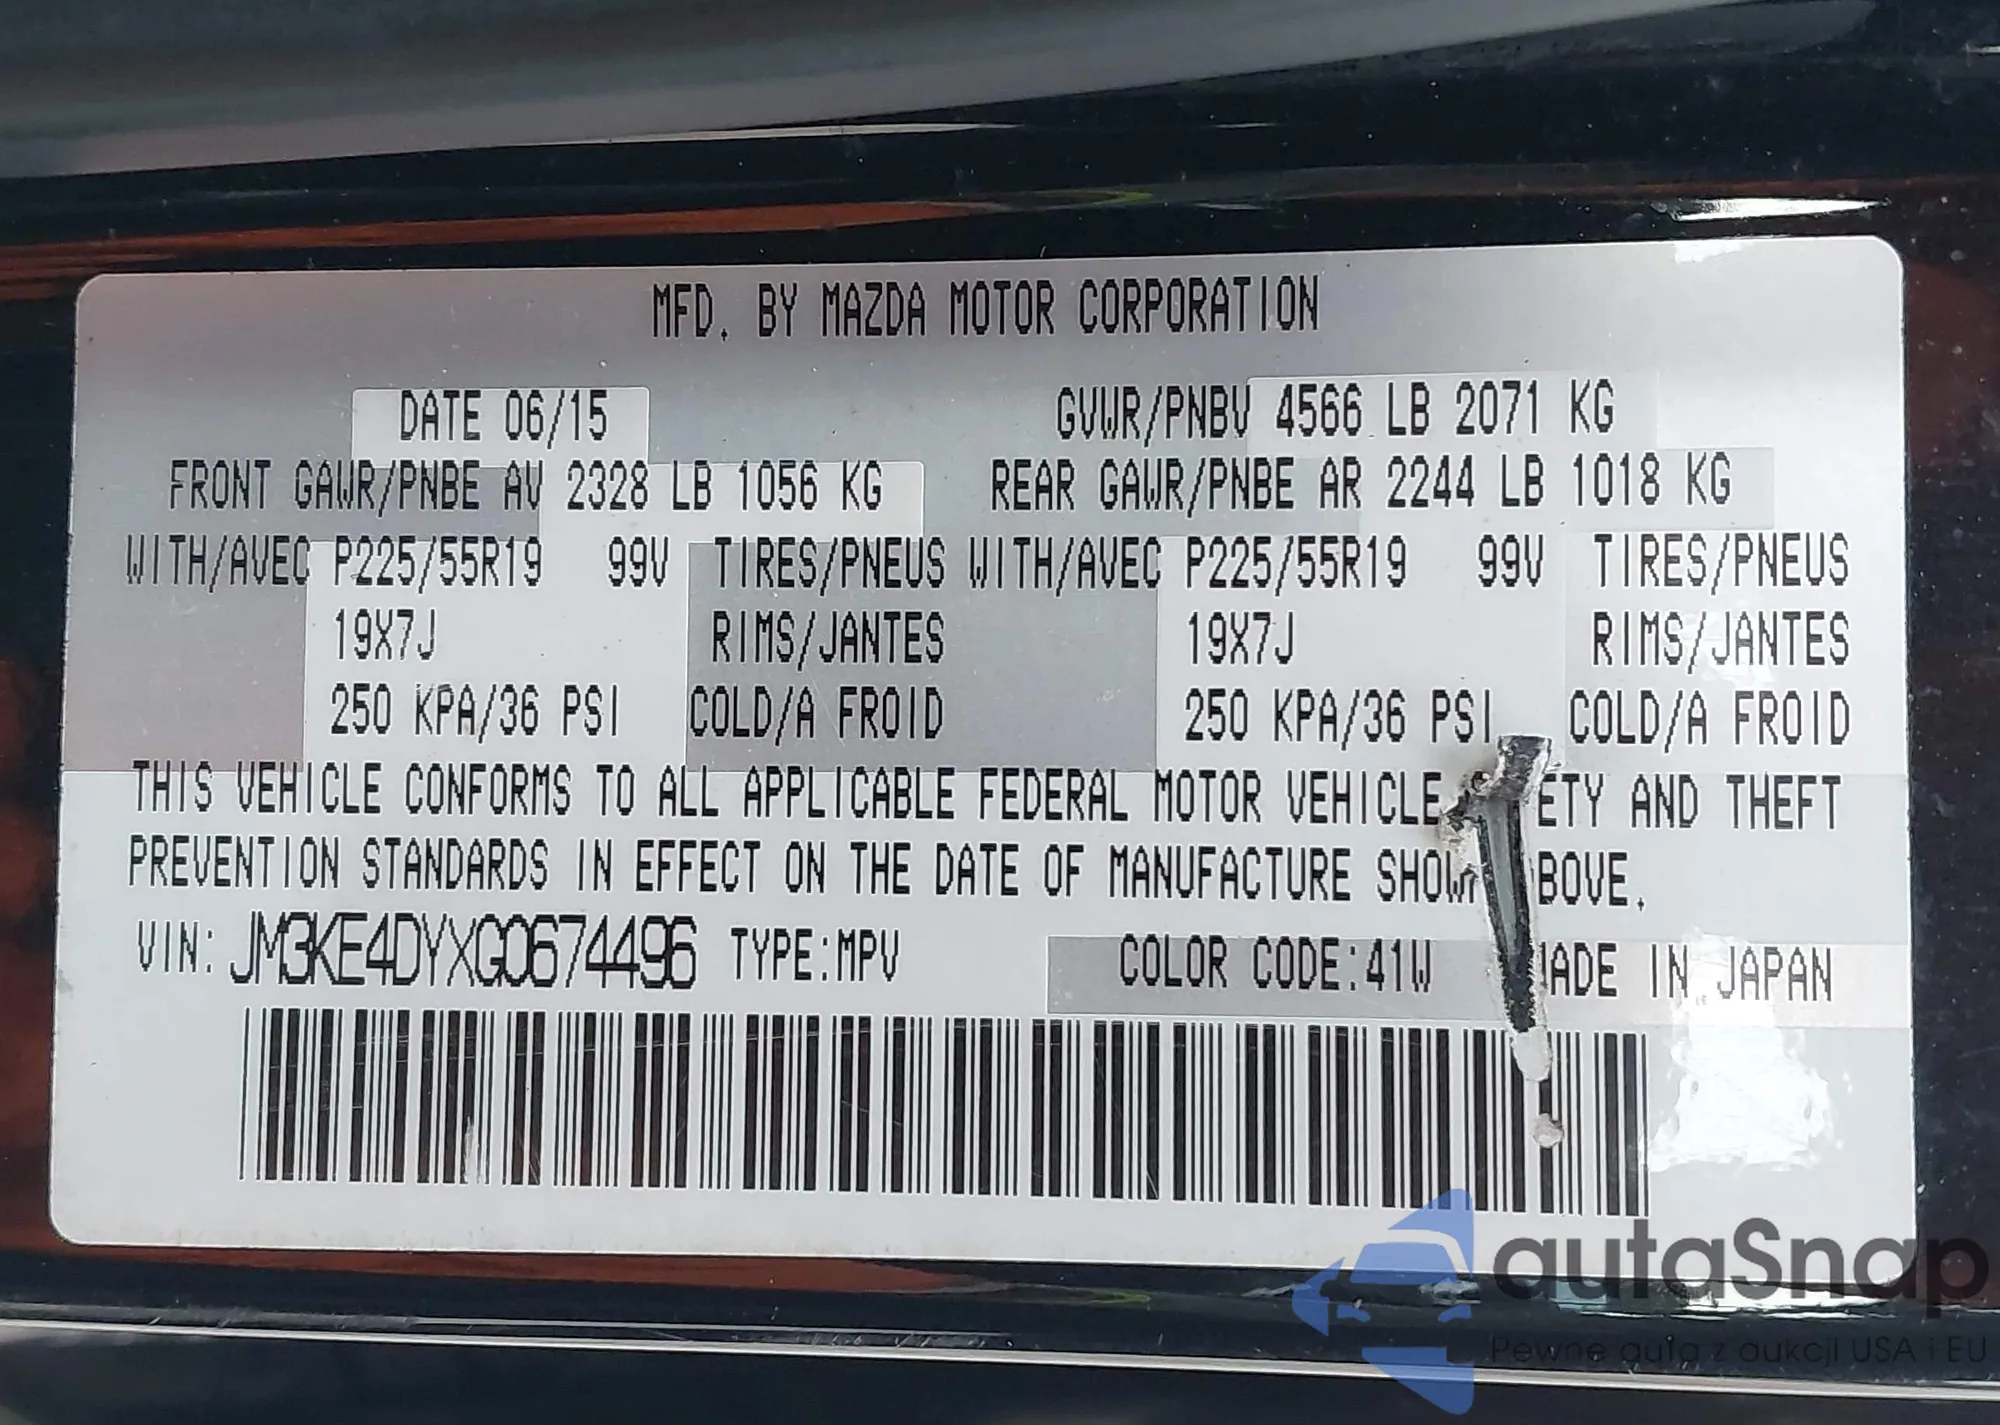 MFD. BY MAZDA MOTOR CORPORATION
DATE 06/15 GVWR/PNBV 4566 LB 2071 KG
FRONT GAWR/PNBE AV 2328 LB 1056 KG REAR GAWR/PNBE AR 2244 LB 1018 KG
WITH/AVEC P225/55R19 99V TIRES/PNEUS WITH/AVEC P225/55R19 99V TIRES/PNEUS
19X7J RIMS/JANTES 19X7J RIMS/JANTES
250 KPA/36 PSI COLD/A FROID 250 KPA/36 PSI COLD/A FROID
THIS VEHICLE CONFORMS TO ALL APPLICABLE FEDERAL MOTOR VEHICLE ETY AND THEFT
PREVENTION STANDARDS IN EFFECT ON THE DATE OF MANUFACTURE SHOW BOVE.
VIN: JM3KE4DYXG0674496 TYPE:MPV COLOR CODE:41W MADE IN JAPAN
autaSnap
Pewne auta z aukcji USA i EU